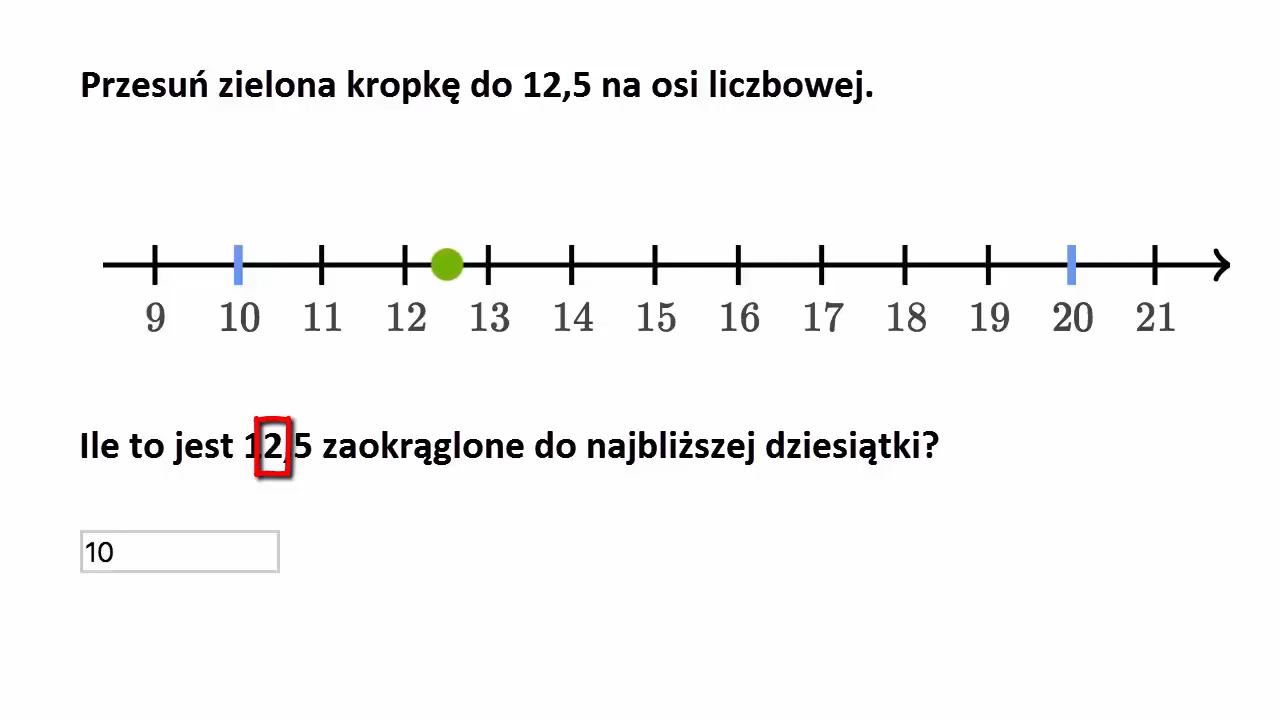 Przesuń zielona kropkę do 12,5 na osi liczbowej.
9 10 11 12 13 14 15 16 17 18 19 20 21
Ile to jest 12,5 zaokrąglone do najbliższej dziesiątki?
10